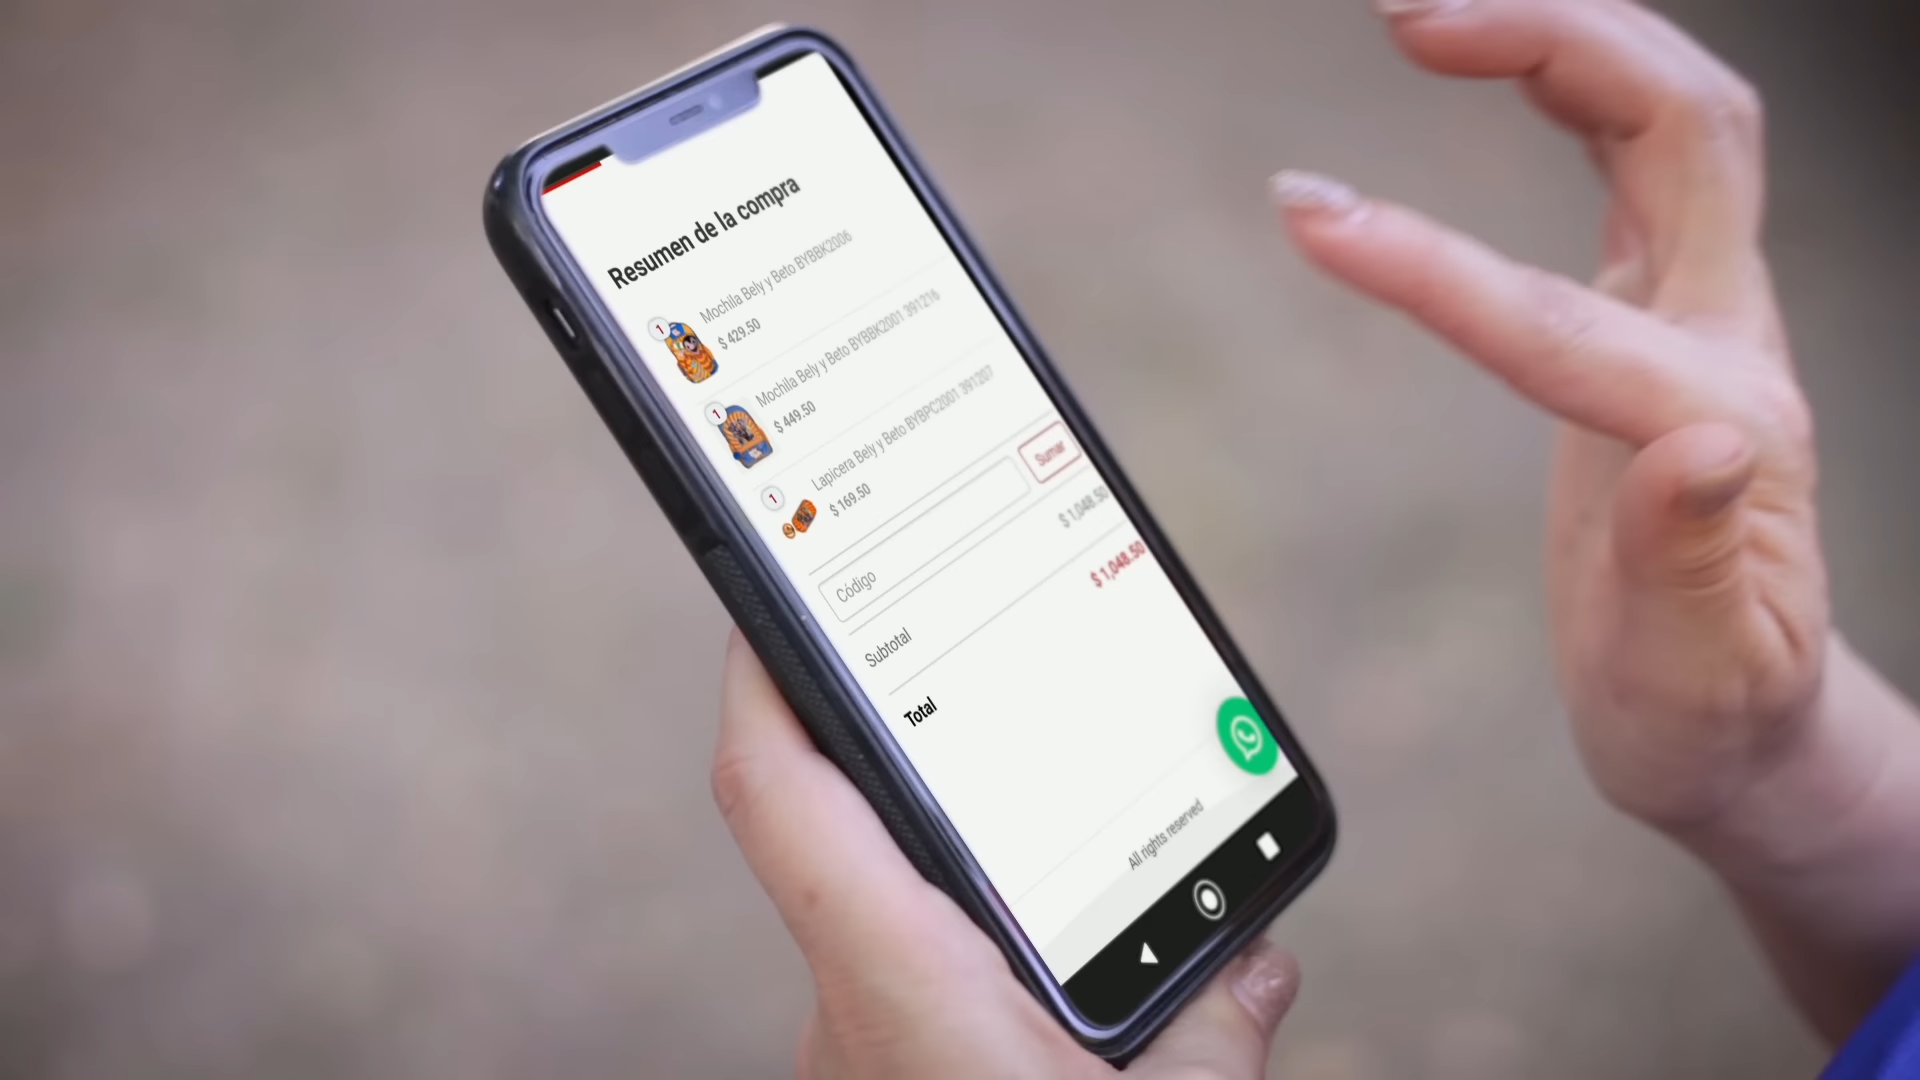 Resumen de la compra
1
Mochila Bely y Beto BYBBK2006
$ 429.50
1
Mochila Bely y Beto BYBBK2001 391216
$ 449.50
1
Lapicera Bely y Beto BYBPC2001 391207
$ 169.50
Código
Sumar
Subtotal
$ 1,048.50
Total
$ 1,048.50
All rights reserved